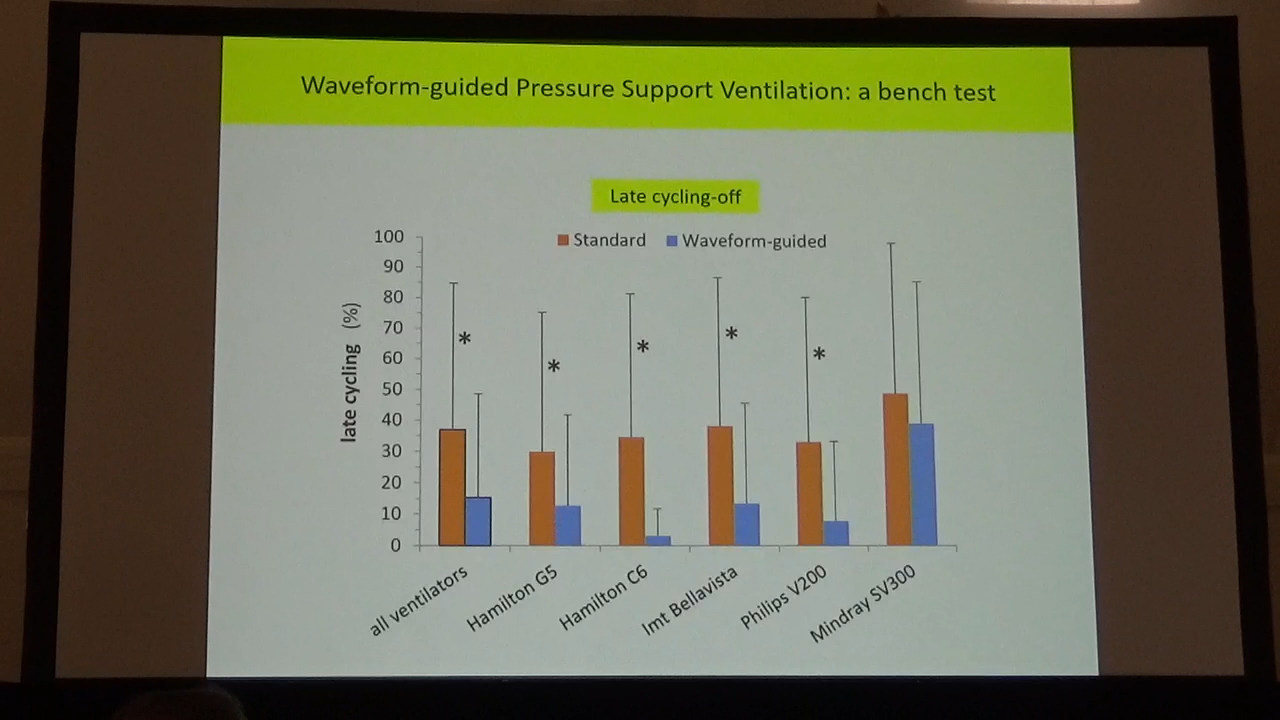 Waveform-guided Pressure Support Ventilation: a bench test
Late cycling-off
Standard
Waveform-guided
late cycling (%)
100
90
80
70
60
50
40
30
20
10
0
*
*
*
*
*
all ventilators
Hamilton G5
Hamilton C6
Imt Bellavista
Philips V200
Mindray SV300